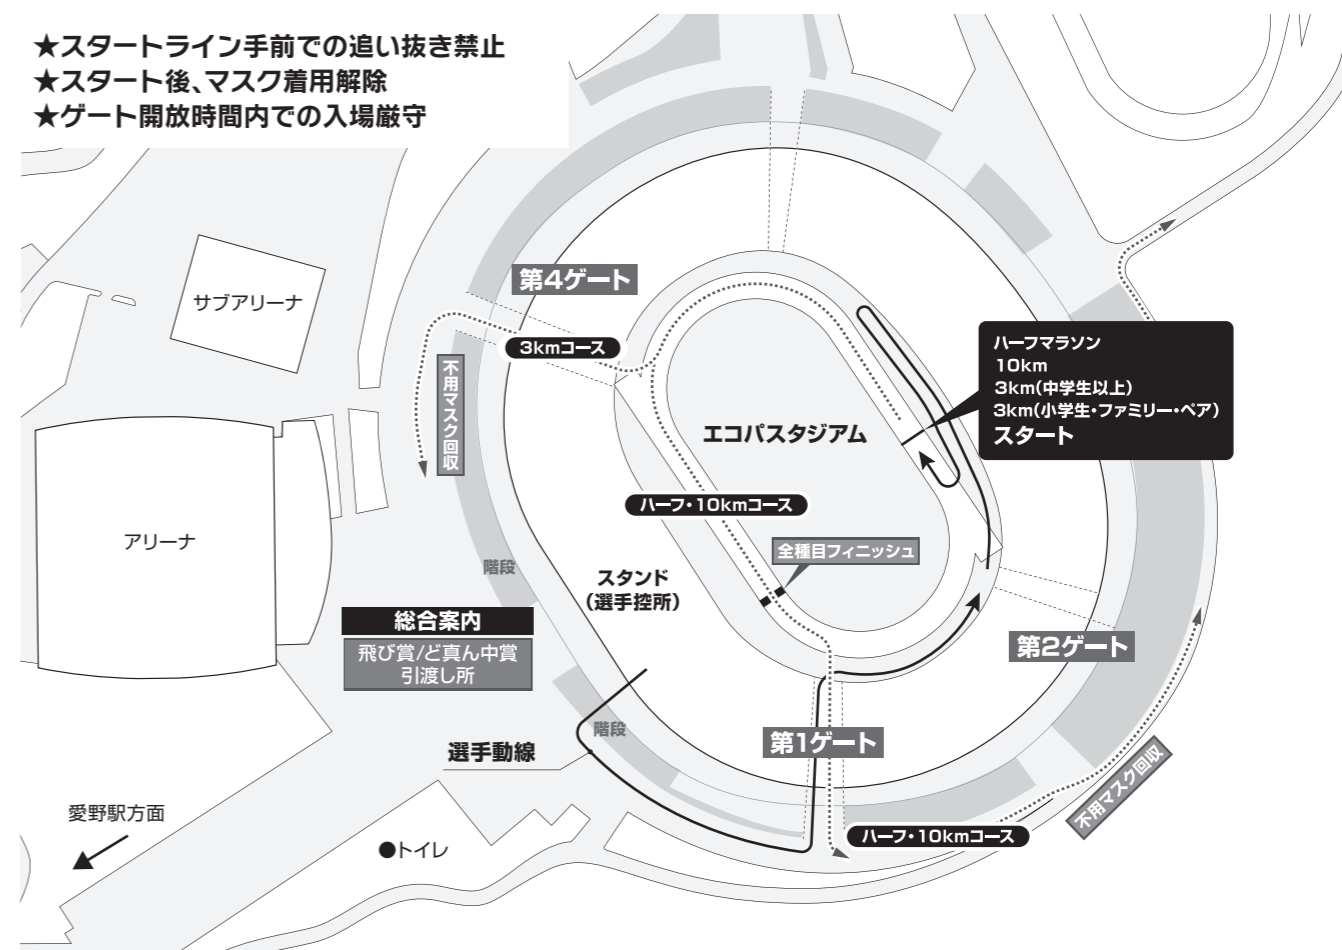 ★スタートライン手前での追い抜き禁止
★スタート後、マスク着用解除
★ゲート開放時間内での入場厳守
サブアリーナ
第4ゲート
3kmコース
不用マスク回収
ハーフマラソン
10km
3km(中学生以上)
3km(小学生・ファミリー・ペア)
スタート
エコパスタジアム
ハーフ・10kmコース
アリーナ
全種目フィニッシュ
階段
スタンド
(選手控所)
総合案内
飛び賞/ど真ん中賞
引渡し所
第2ゲート
階段
第1ゲート
選手動線
不用マスク回収
愛野駅方面
●トイレ
ハーフ・10kmコース